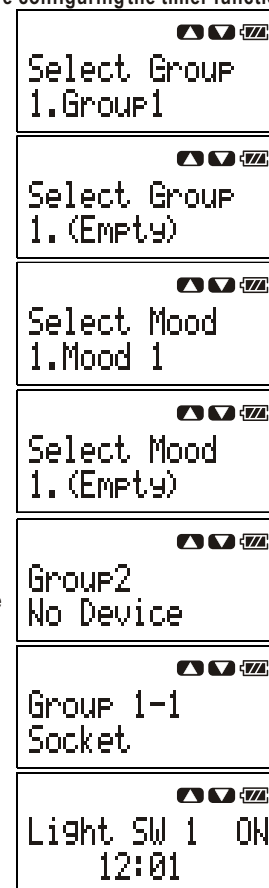 configuring the timer functi
Select Group
1.Group1
Select Group
1.(Empty)
Select Mood
1.Mood 1
Select Mood
1.(Empty)
Group2
No Device
Group 1-1
Socket
Light SW 1 ON
12:01